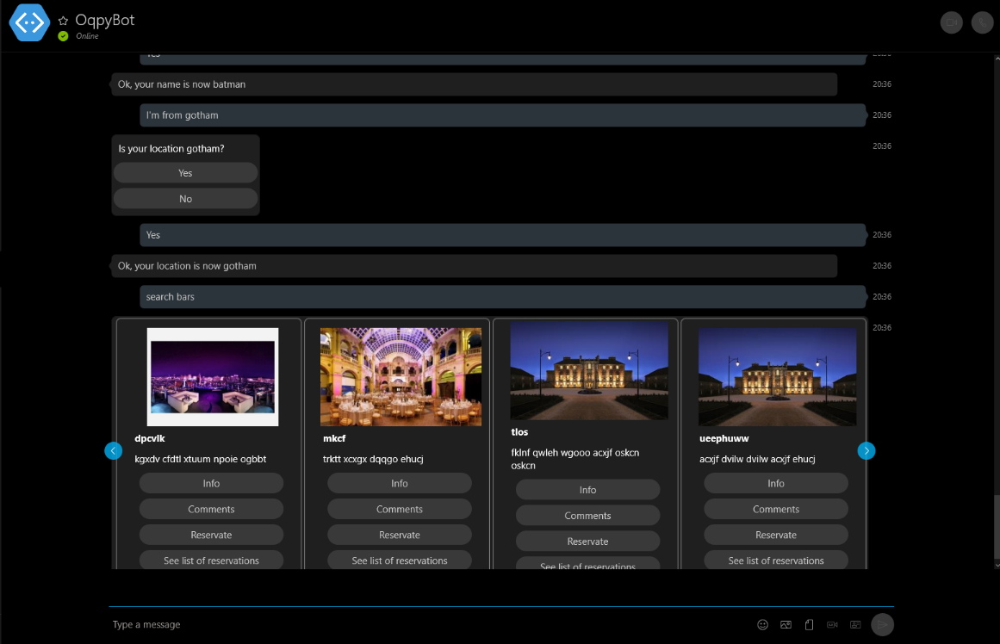 OqpyBot
Online
Yes
20:36
Ok, your name is now batman
20:36
I'm from gotham
20:36
Is your location gotham?
20:36
Yes
No
Yes
20:36
Ok, your location is now gotham
20:36
search bars
20:36
20:36
dpcvlk
kgxdv cfdtl xtuum npoie ogbbt
Info
Comments
Reservate
See list of reservations
mkcf
trktt xcxgx dqqgo ehucj
Info
Comments
Reservate
See list of reservations
tlos
fklnf qwleh wgooo acxjf oskcn
oskcn
Info
Comments
Reservate
See list of reservations
ueephuww
acxjf dvilw dvilw acxjf ehucj
Info
Comments
Reservate
See list of reservations
Type a message